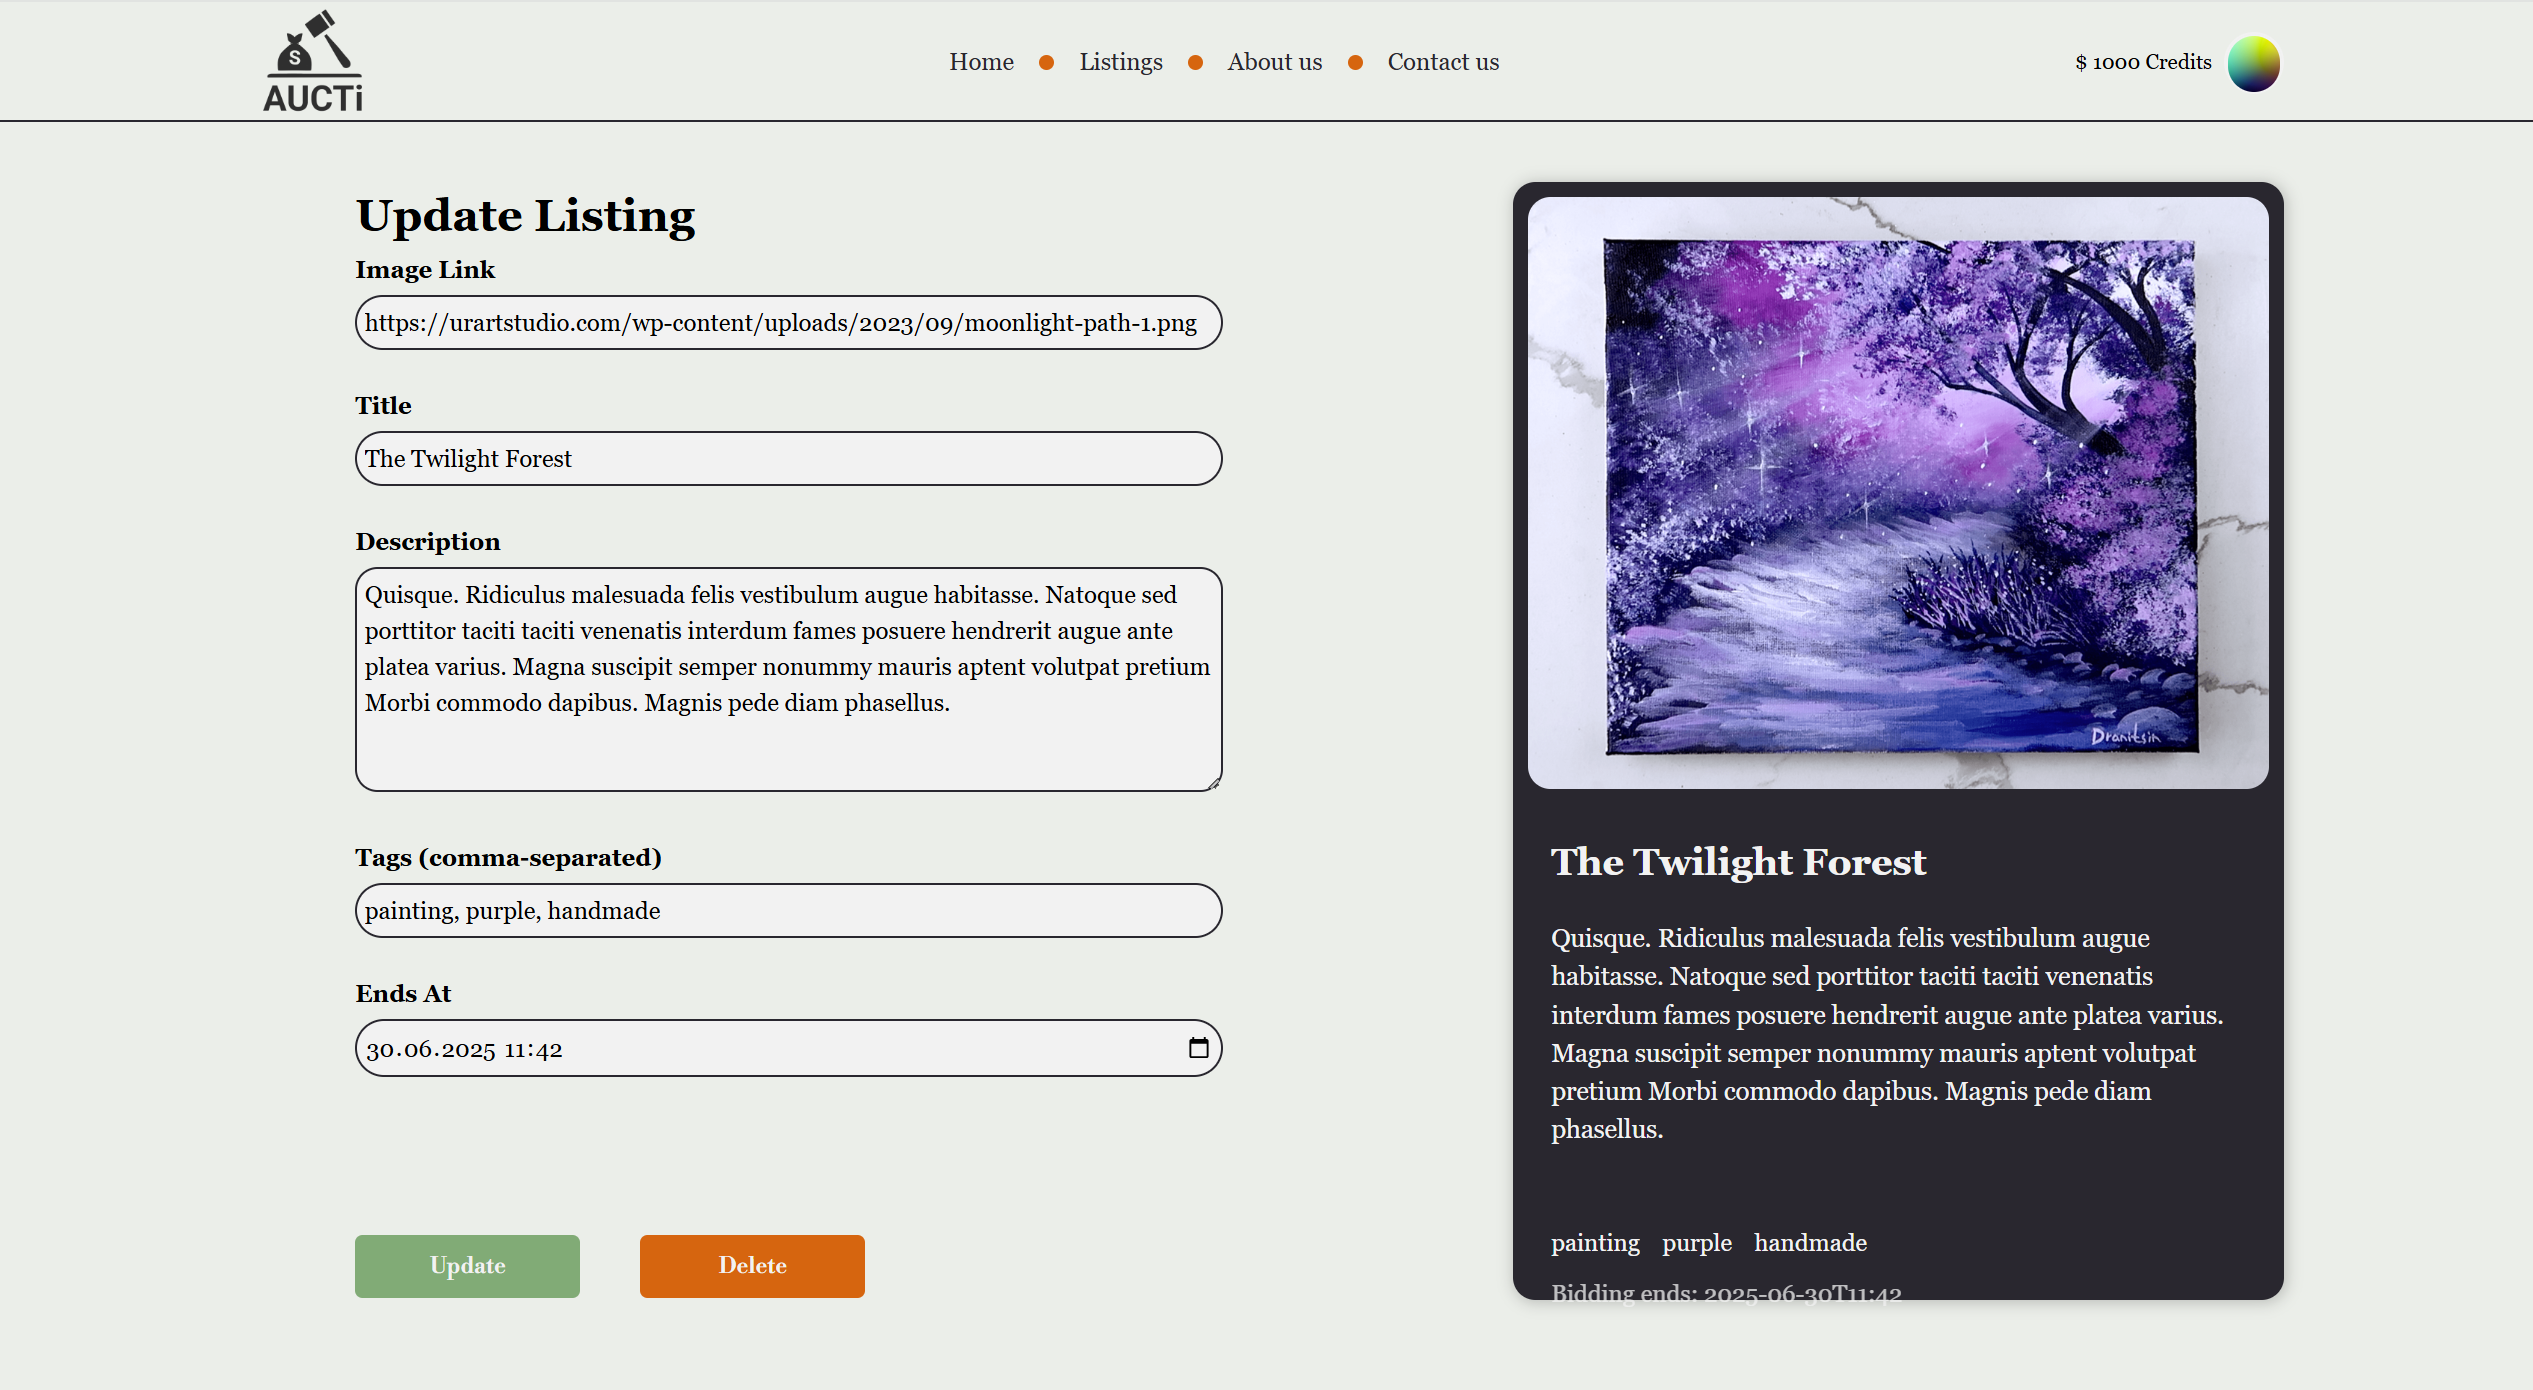 $
AUCTi
Home
Listings
About us
Contact us
$ 1000 Credits
Update Listing
Image Link
https://urartstudio.com/wp-content/uploads/2023/09/moonlight-path-1.png
Title
The Twilight Forest
Description
Quisque. Ridiculus malesuada felis vestibulum augue habitasse. Natoque sed
porttitor taciti taciti venenatis interdum fames posuere hendrerit augue ante
platea varius. Magna suscipit semper nonummy mauris aptent volutpat pretium
Morbi commodo dapibus. Magnis pede diam phasellus.
Tags (comma-separated)
painting, purple, handmade
Ends At
30.06.2025 11:42
Update
Delete
Dranitsin
The Twilight Forest
Quisque. Ridiculus malesuada felis vestibulum augue
habitasse. Natoque sed porttitor taciti taciti venenatis
interdum fames posuere hendrerit augue ante platea varius.
Magna suscipit semper nonummy mauris aptent volutpat
pretium Morbi commodo dapibus. Magnis pede diam
phasellus.
painting purple handmade
Bidding ends: 2025-06-30T11:42